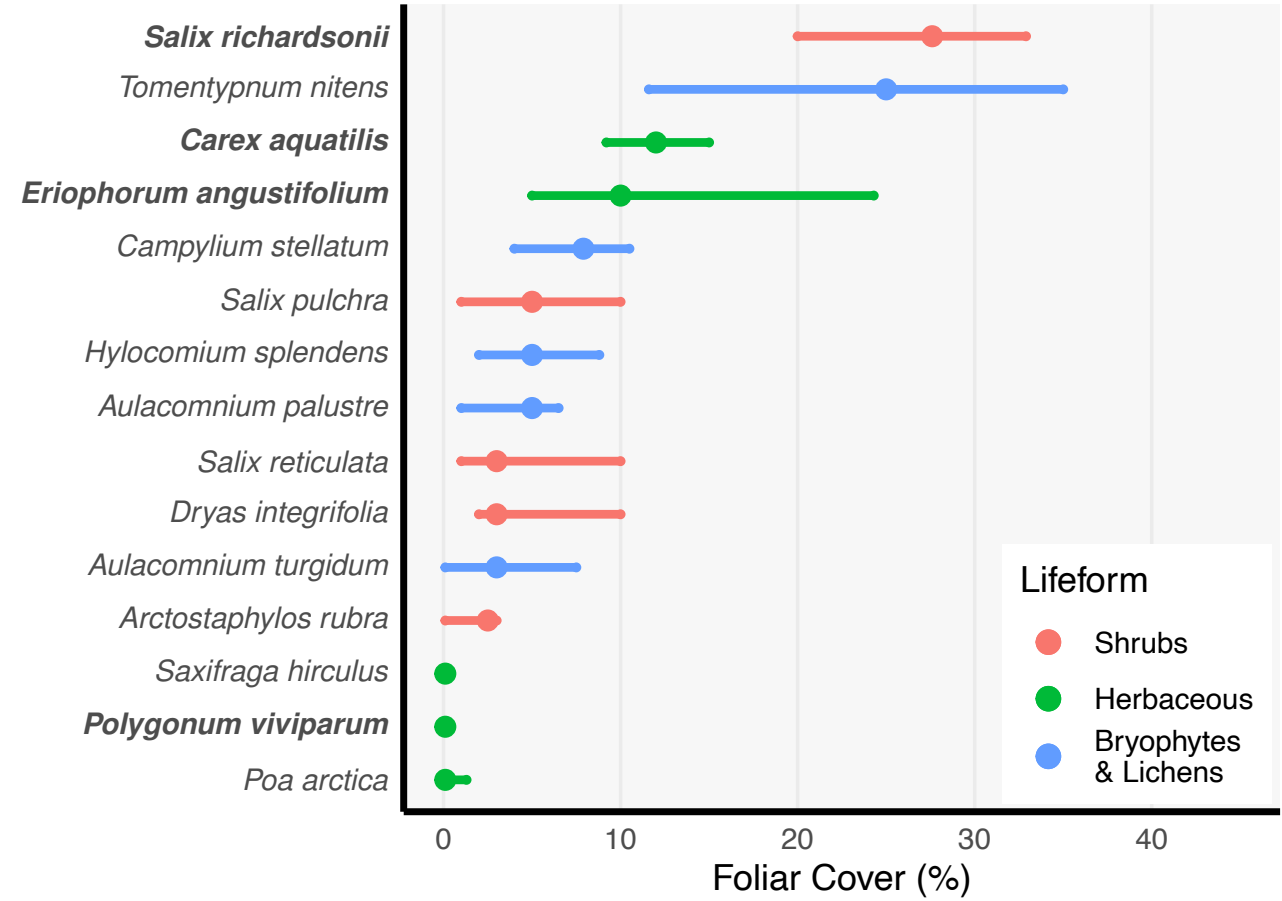 Salix richardsonii
Tomentypnum nitens
Carex aquatilis
Eriophorum angustifolium
Campylium stellatum
Salix pulchra
Hylocomium splendens
Aulacomnium palustre
Salix reticulata
Dryas integrifolia
Aulacomnium turgidum
Arctostaphylos rubra
Saxifraga hirculus
Polygonum viviparum
Poa arctica
Lifeform
Shrubs
Herbaceous
Bryophytes
& Lichens
0 10 20 30 40
Foliar Cover (%)